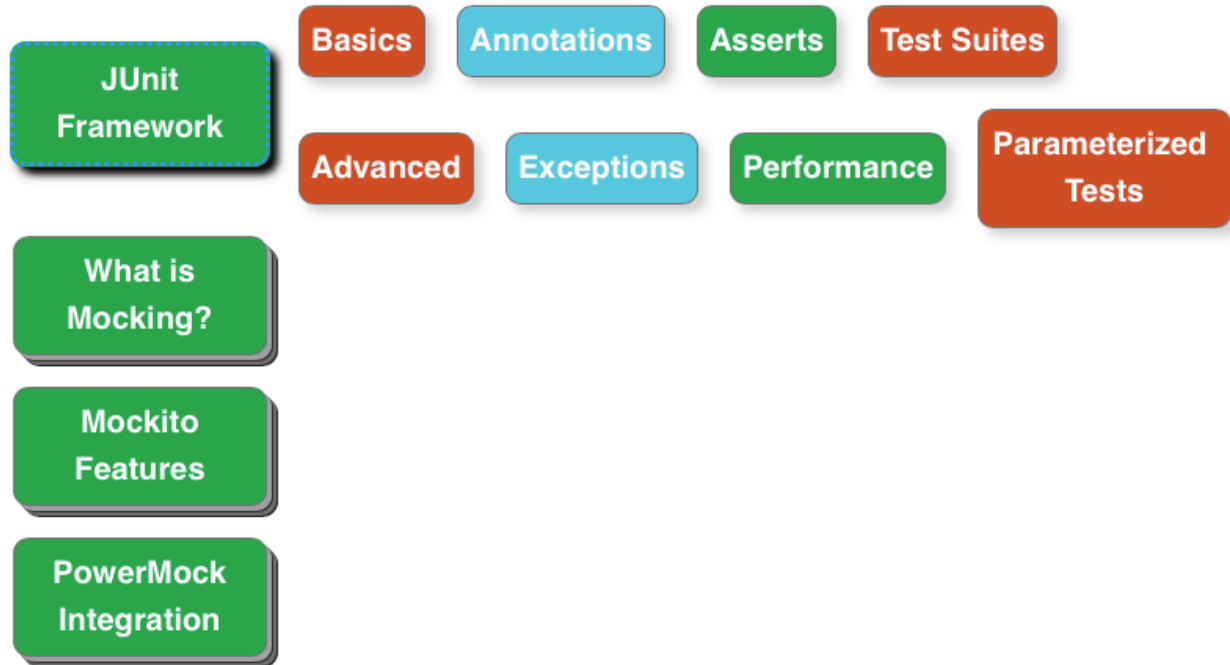 JUnit
Framework
Basics
Annotations
Asserts
Test Suites
Advanced
Exceptions
Performance
Parameterized
Tests
What is
Mocking?
Mockito
Features
PowerMock
Integration